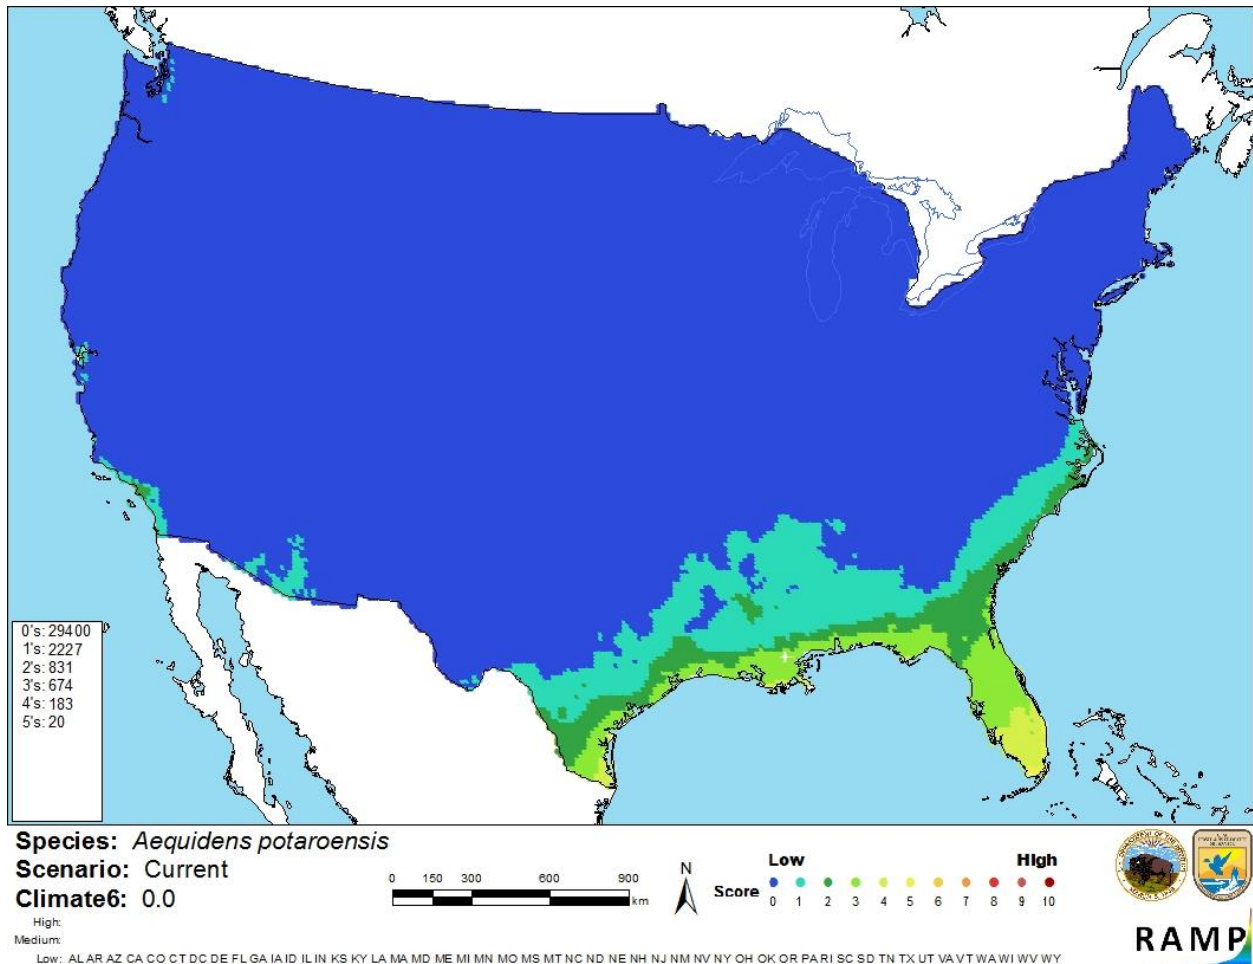 0's: 29400
1's: 2227
2's: 831
3's: 674
4's: 183
5's: 20
Species: Aequidens potaroensis
Scenario: Current
Climate6: 0.0
High:
Medium:
Low: AL AR AZ CA CO CT DC DE FL GA IA ID IL IN KS KY LA MA MD ME MI MN MO MS MT NC ND NE NH NJ NM NV NY OH OK OR PA RI SC SD TN TX UT VA VT WA WI WV WY
0 150 300 600 900
km
N
Low High
Score 0 1 2 3 4 5 6 7 8 9 10
RAMP